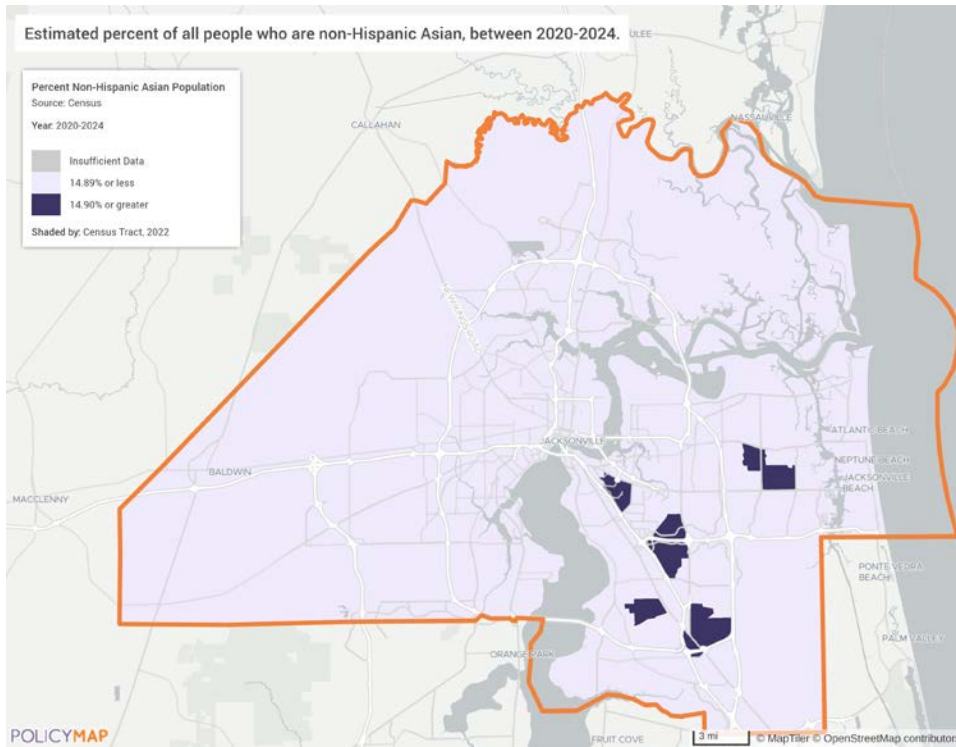 Estimated percent of all people who are non-Hispanic Asian, between 2020-2024.
ULEE
Percent Non-Hispanic Asian Population
Source: Census
Year: 2020-2024
Insufficient Data
14.89% or less
14.90% or greater
Shaded by: Census Tract, 2022
CALLAHAN
NASSAUVILLE
JACKSONVILLE
ATLANTIC BEACH
NEPTUNE BEACH
JACKSONVILLE
BEACH
BALDWIN
MACCLENNY
PONTE VEDRA
BEACH
PALM VALLEY
ORANGE PARK
FRUIT COVE
3 mi
© MapTiler © OpenStreetMap contributors
POLICYMAP